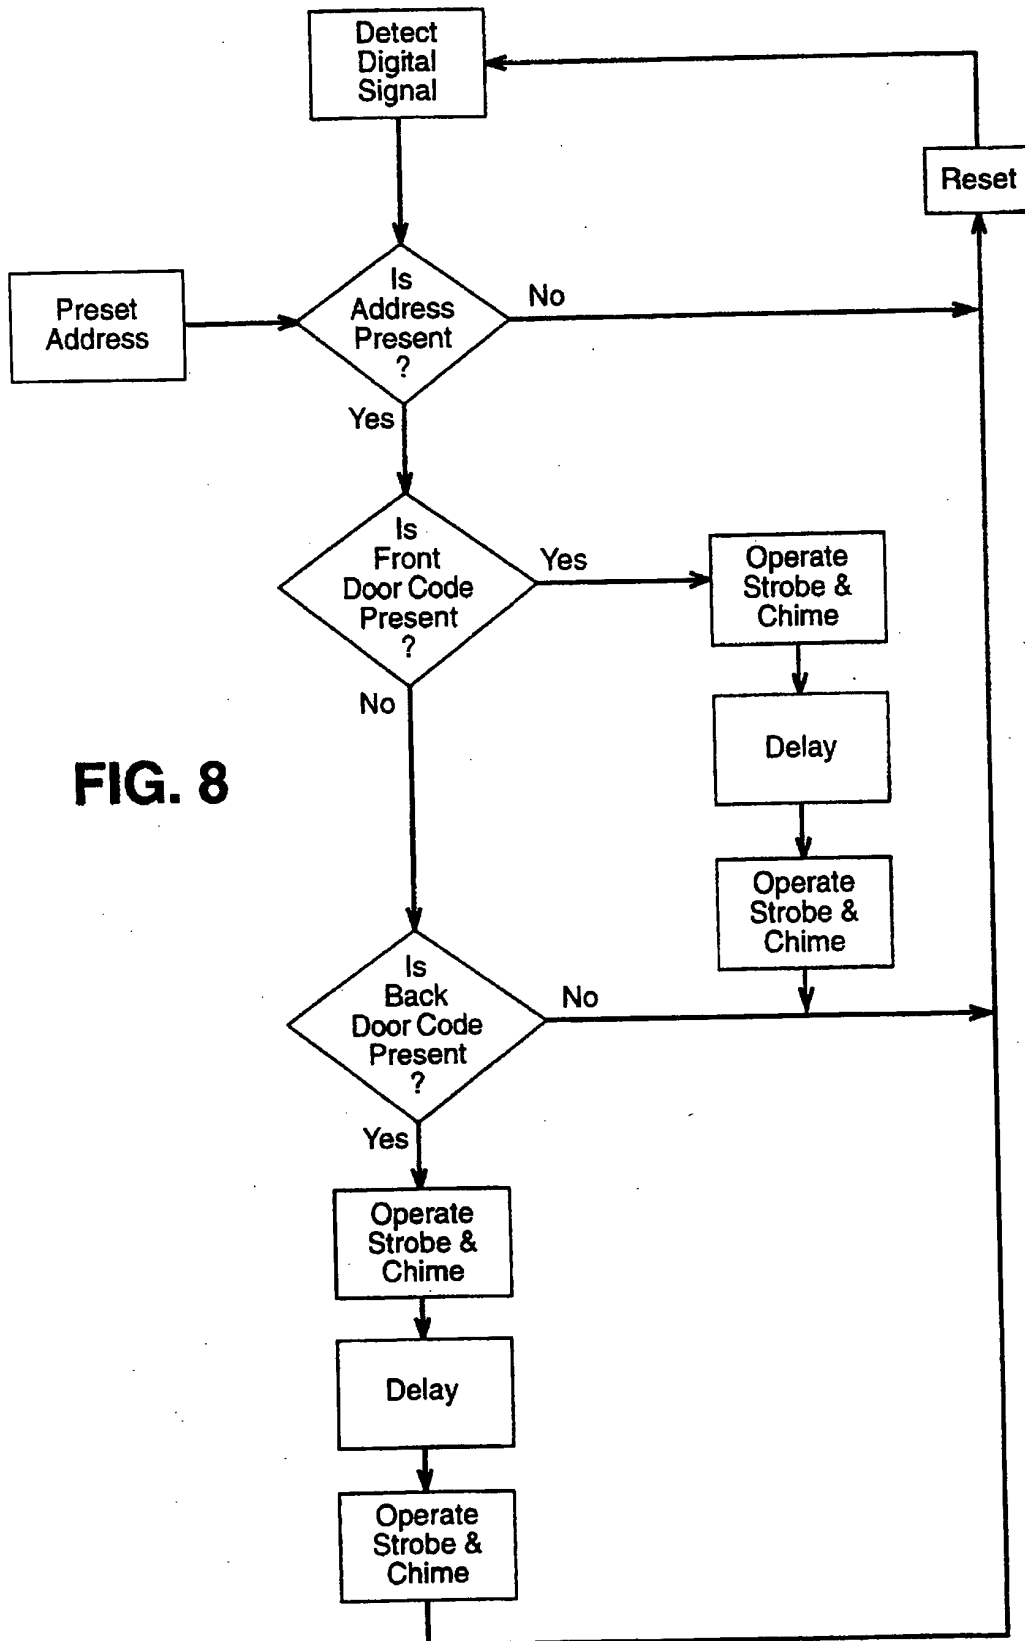 Detect
Digital
Signal
Reset
Preset
Address
Is
Address
Present
?
No
Yes
Is
Front
Door Code
Present
?
Yes
Operate
Strobe &
Chime
No
Delay
FIG. 8
Operate
Strobe &
Chime
Is
Back
Door Code
Present
?
No
Yes
Operate
Strobe &
Chime
Delay
Operate
Strobe &
Chime